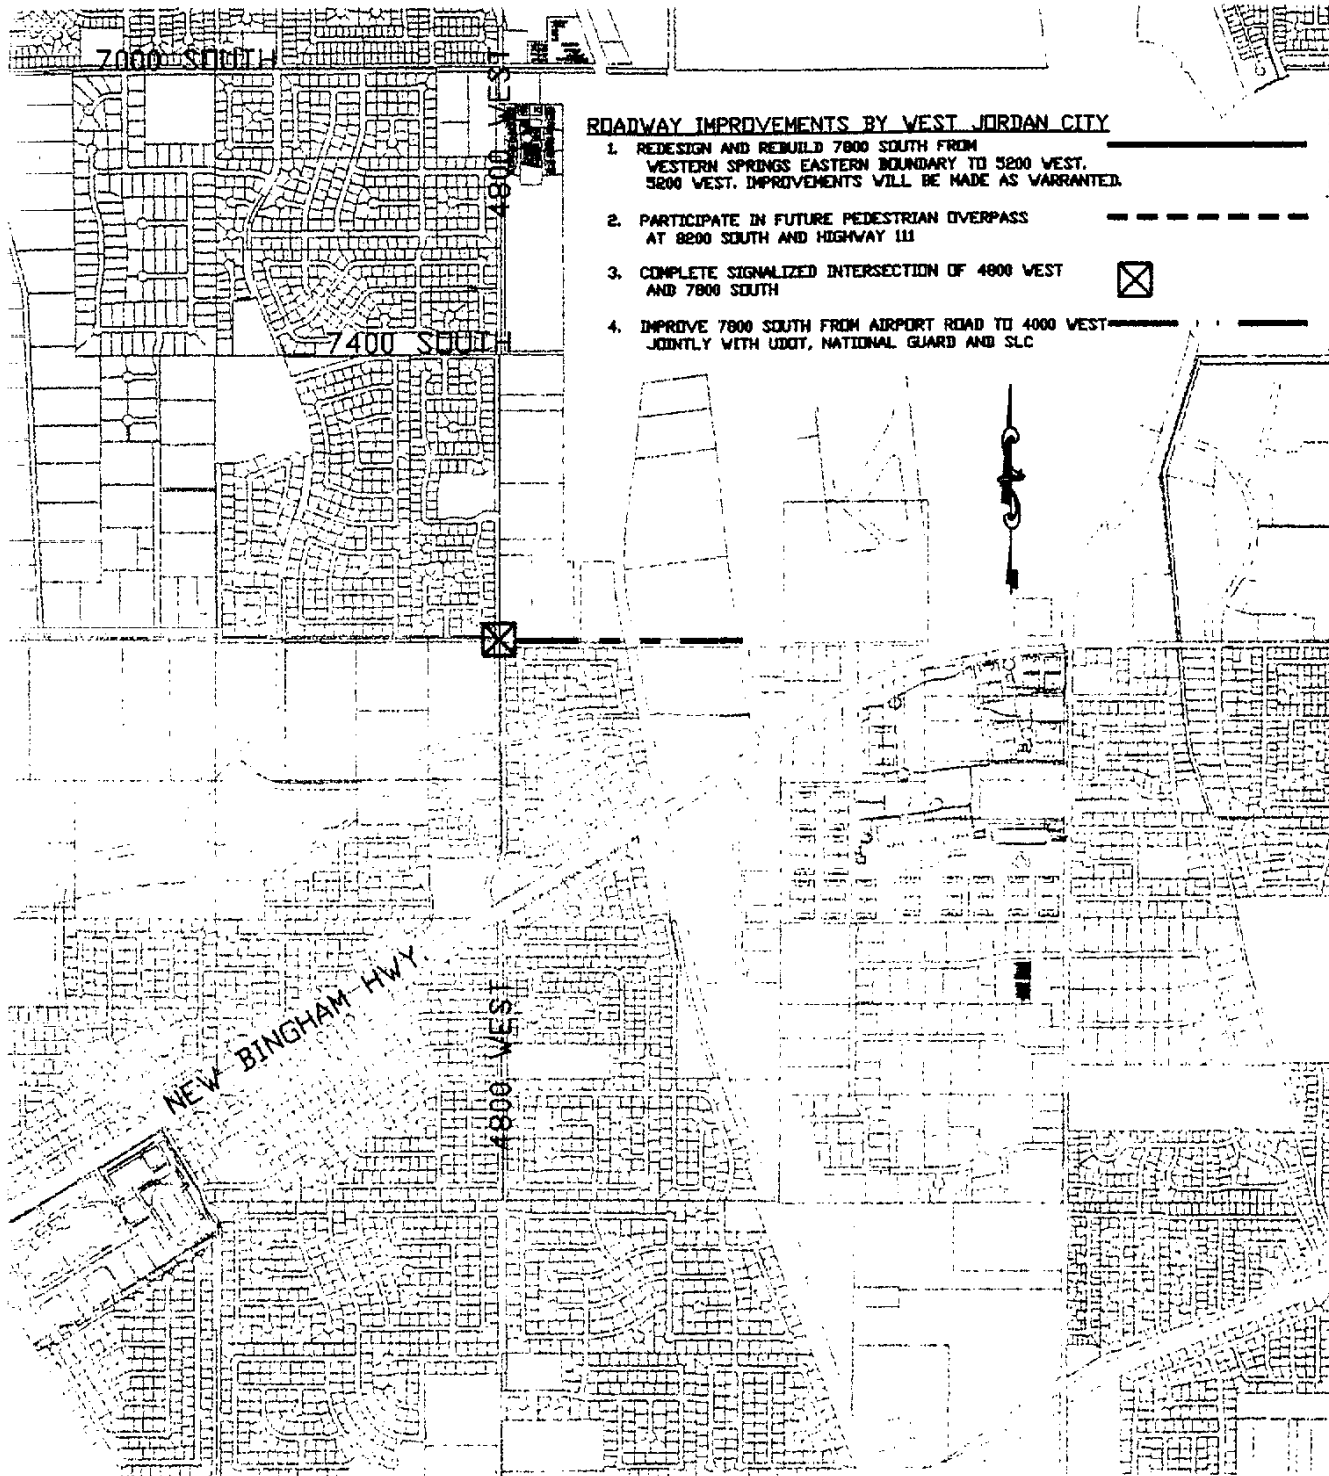 7000 SOUTH
4800 WEST
ROADWAY IMPROVEMENTS BY WEST JORDAN CITY
1. REDESIGN AND REBUILD 7800 SOUTH FROM
WESTERN SPRINGS EASTERN BOUNDARY TO 5200 WEST.
5200 WEST. IMPROVEMENTS WILL BE MADE AS WARRANTED.
2. PARTICIPATE IN FUTURE PEDESTRIAN OVERPASS
AT 8200 SOUTH AND HIGHWAY 111
3. COMPLETE SIGNALIZED INTERSECTION OF 4800 WEST
AND 7800 SOUTH
4. IMPROVE 7800 SOUTH FROM AIRPORT ROAD TO 4000 WEST
JOINTLY WITH UDOT, NATIONAL GUARD AND SLC
7400 SOUTH
NEW BINGHAM HWY.
4800 WEST